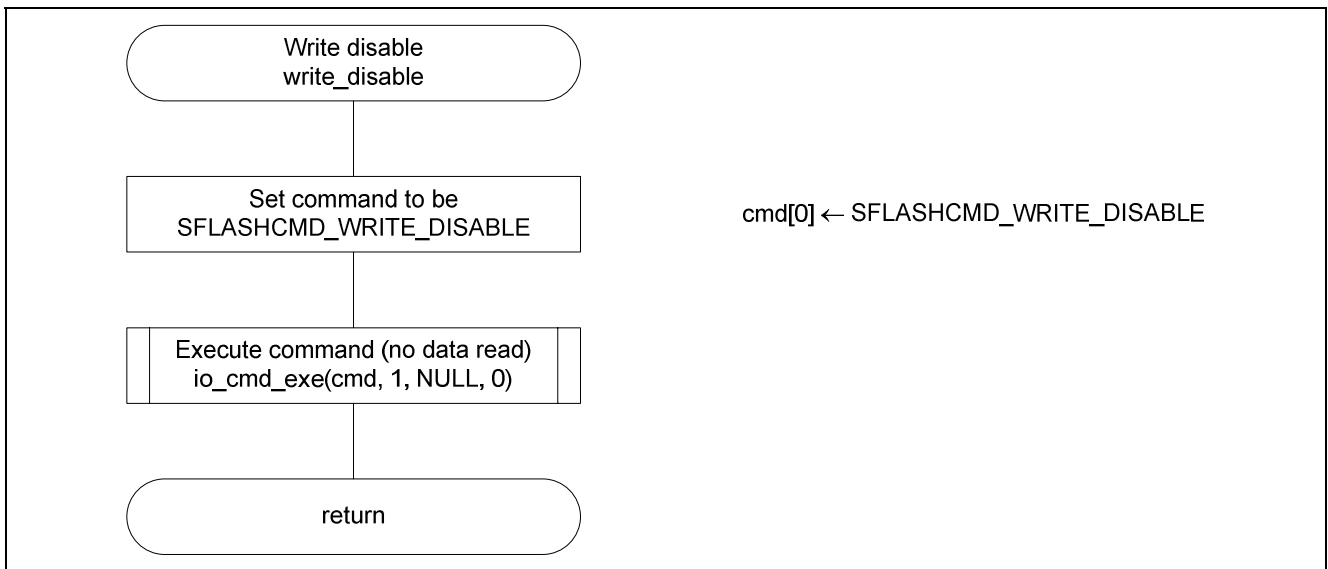 Write disable
write_disable
Set command to be
SFLASHCMD_WRITE_DISABLE
cmd[0] ← SFLASHCMD_WRITE_DISABLE
Execute command (no data read)
io_cmd_exe(cmd, 1, NULL, 0)
return